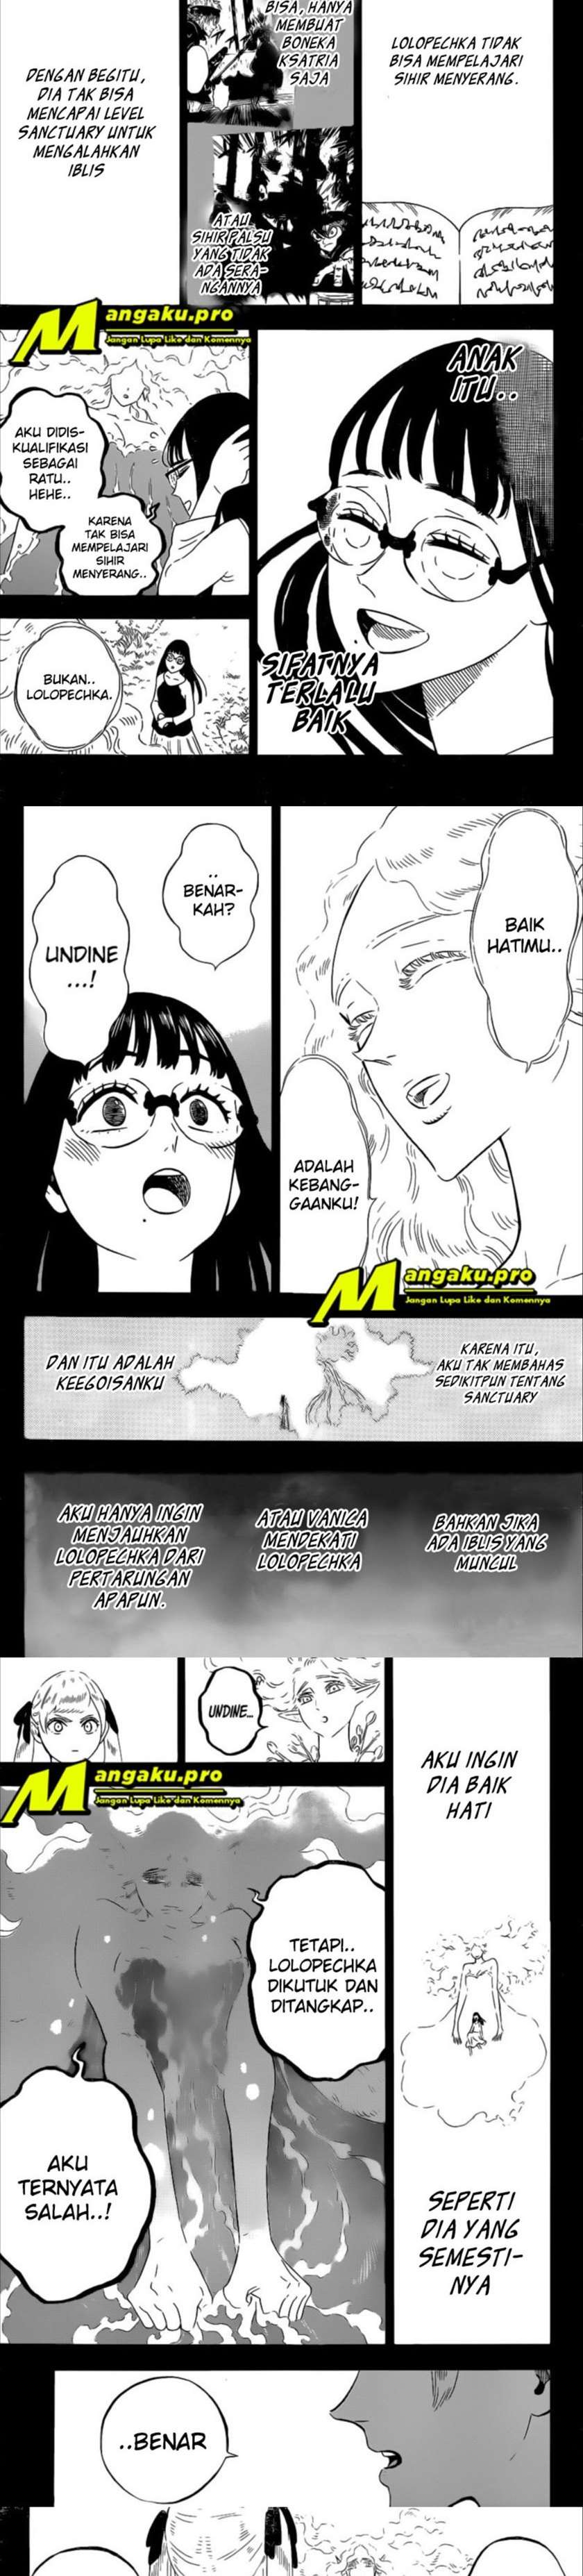 LOLOPECHKA TIDAK
BISA MEMPELAJARI
SIHIR MENYERANG.
BISA, HANYA
MEMBUAT
BONEKA
KSATRIA
SAJA
ATAU
SIHIR PALSU
YANG TIDAK
ADA SERA-
NGANNYA
DENGAN BEGITU,
DIA TAK BISA
MENCAPAI LEVEL
SANCTUARY UNTUK
MENGALAHKAN
IBLIS
Mangaku.pro
Jangan Lupa Like dan Komennya
ANAK
ITU..
SIFATNYA
TERLALU
BAIK
AKU DIDIS-
KUALIFIKASI
SEBAGAI
RATU..
HEHE..
KARENA
TAK BISA
MEMPELAJARI
SIHIR
MENYERANG..
BUKAN..
LOLOPECHKA.
BAIK
HATIMU..
ADALAH
KEBANG-
GAANKU!
..
BENAR-
KAH?
UNDINE
...!
Mangaku.pro
Jangan Lupa Like dan Komennya
KARENA ITU,
AKU TAK MEMBAHAS
SEDIKITPUN TENTANG
SANCTUARY
DAN ITU ADALAH
KEEGOISANKU
BAHKAN JIKA
ADA IBLIS YANG
MUNCUL
ATAU VANICA
MENDEKATI
LOLOPECHKA
AKU HANYA INGIN
MENJAUHKAN
LOLOPECHKA DARI
PERTARUNGAN
APAPUN.
AKU INGIN
DIA BAIK
HATI
SEPERTI
DIA YANG
SEMESTI-
NYA
UNDINE...
Mangaku.pro
Jangan Lupa Like dan Komennya
TETAPI..
LOLOPECHKA
DIKUTUK DAN
DITANGKAP..
AKU
TERNYATA
SALAH..!
..BENAR